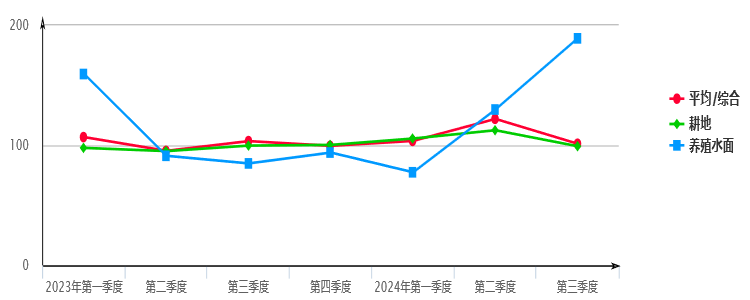 200
100
0
2023年第一季度 第二季度 第三季度 第四季度 2024年第一季度 第二季度 第三季度
平均/综合
耕地
养殖水面